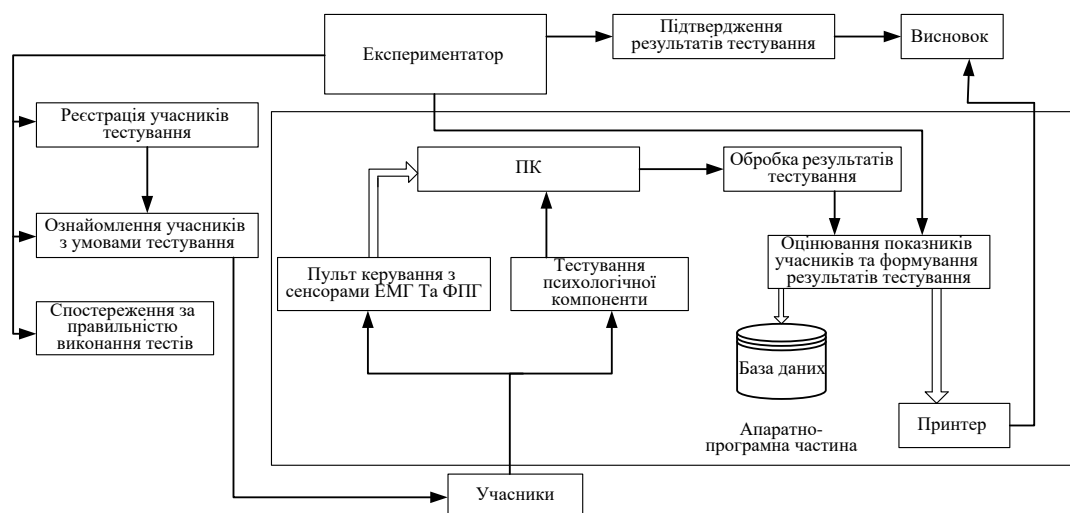 Експериментатор
Підтвердження
результатів тестування
Висновок
Реєстрація учасників
тестування
ПК
Обробка результатів
тестування
Ознайомлення учасників
з умовами тестування
Оцінювання показників
учасників та формування
результатів тестування
Пульт керування з
сенсорами ЕМГ Та ФПГ
Тестування
психологічної
компоненти
Спостереження за
правильністю
виконання тестів
База даних
Апаратно-
програмна частина
Принтер
Учасники